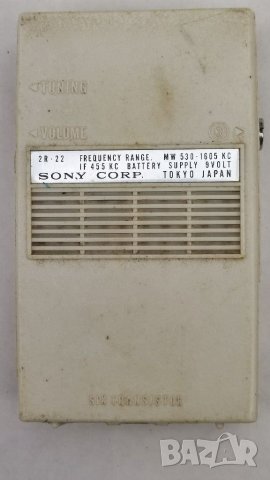 ◁TUNING
◁VOLUME
2R-22 FREQUENCY RANGE. MW 530-1605 KC
IF 455 KC BATTERY SUPPLY 9VOLT
SONY CORP. TOKYO JAPAN
SIX TRANSISTOR
BAZAR